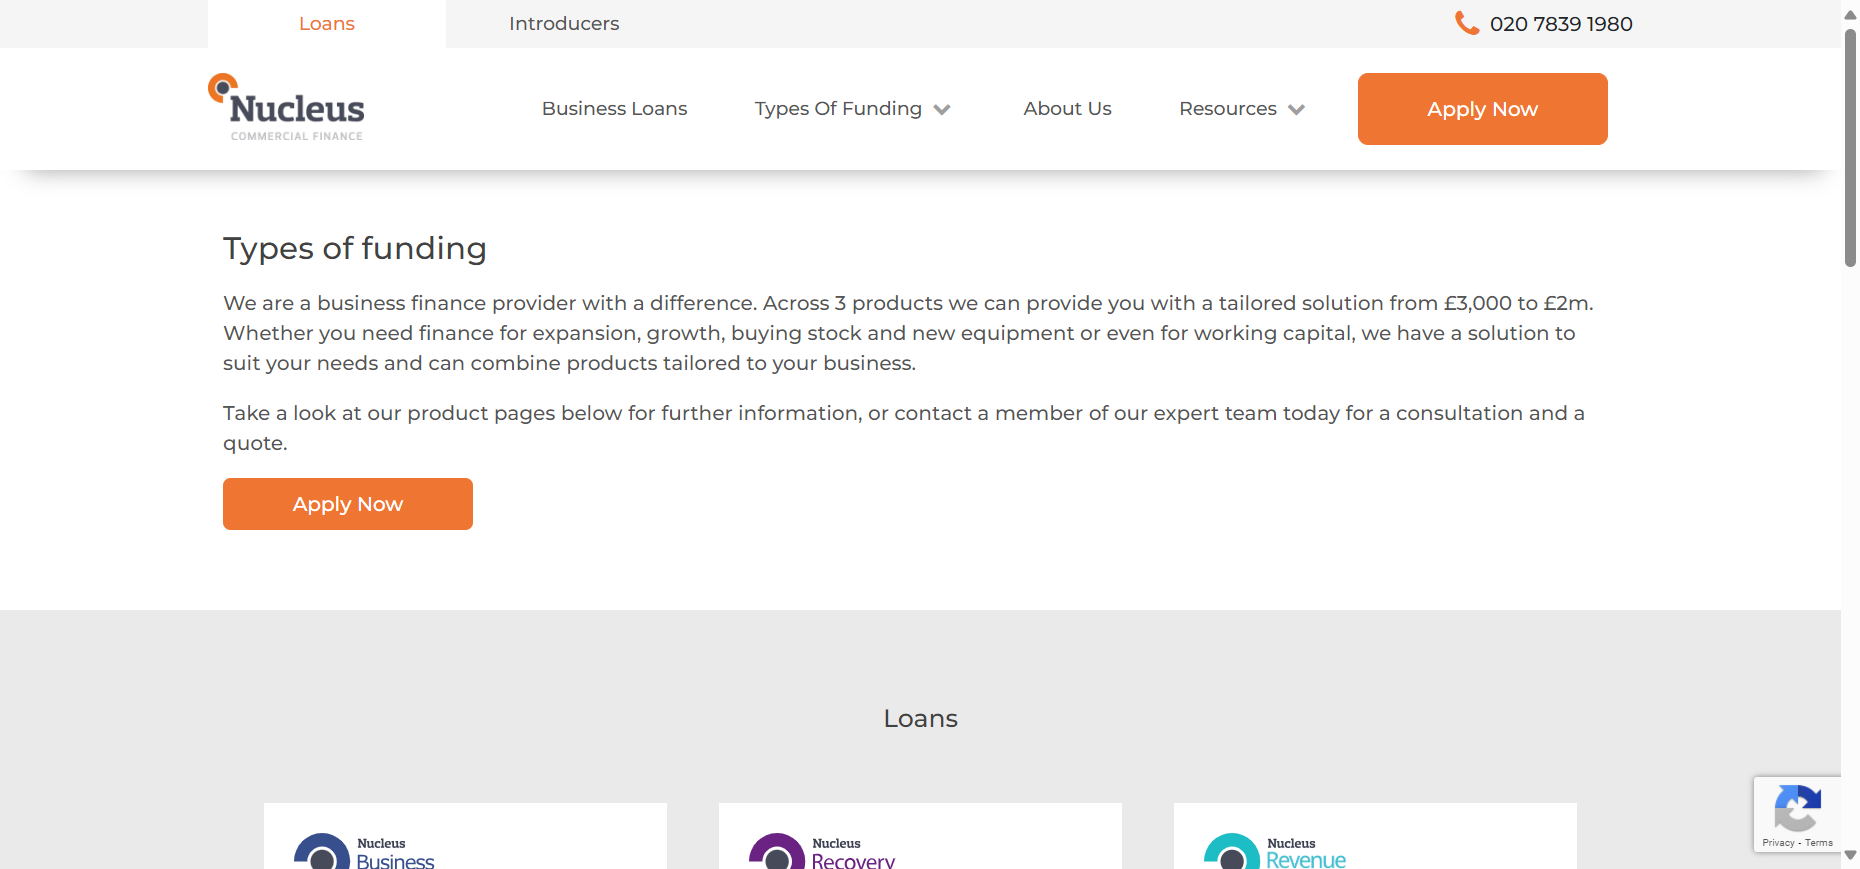 Loans
Introducers
020 7839 1980
Nucleus
COMMERCIAL FINANCE
Business Loans
Types Of Funding
About Us
Resources
Apply Now
Types of funding
We are a business finance provider with a difference. Across 3 products we can provide you with a tailored solution from £3,000 to £2m.
Whether you need finance for expansion, growth, buying stock and new equipment or even for working capital, we have a solution to
suit your needs and can combine products tailored to your business.
Take a look at our product pages below for further information, or contact a member of our expert team today for a consultation and a
quote.
Apply Now
Loans
Nucleus
Business
Nucleus
Recovery
Nucleus
Revenue
Privacy - Terms